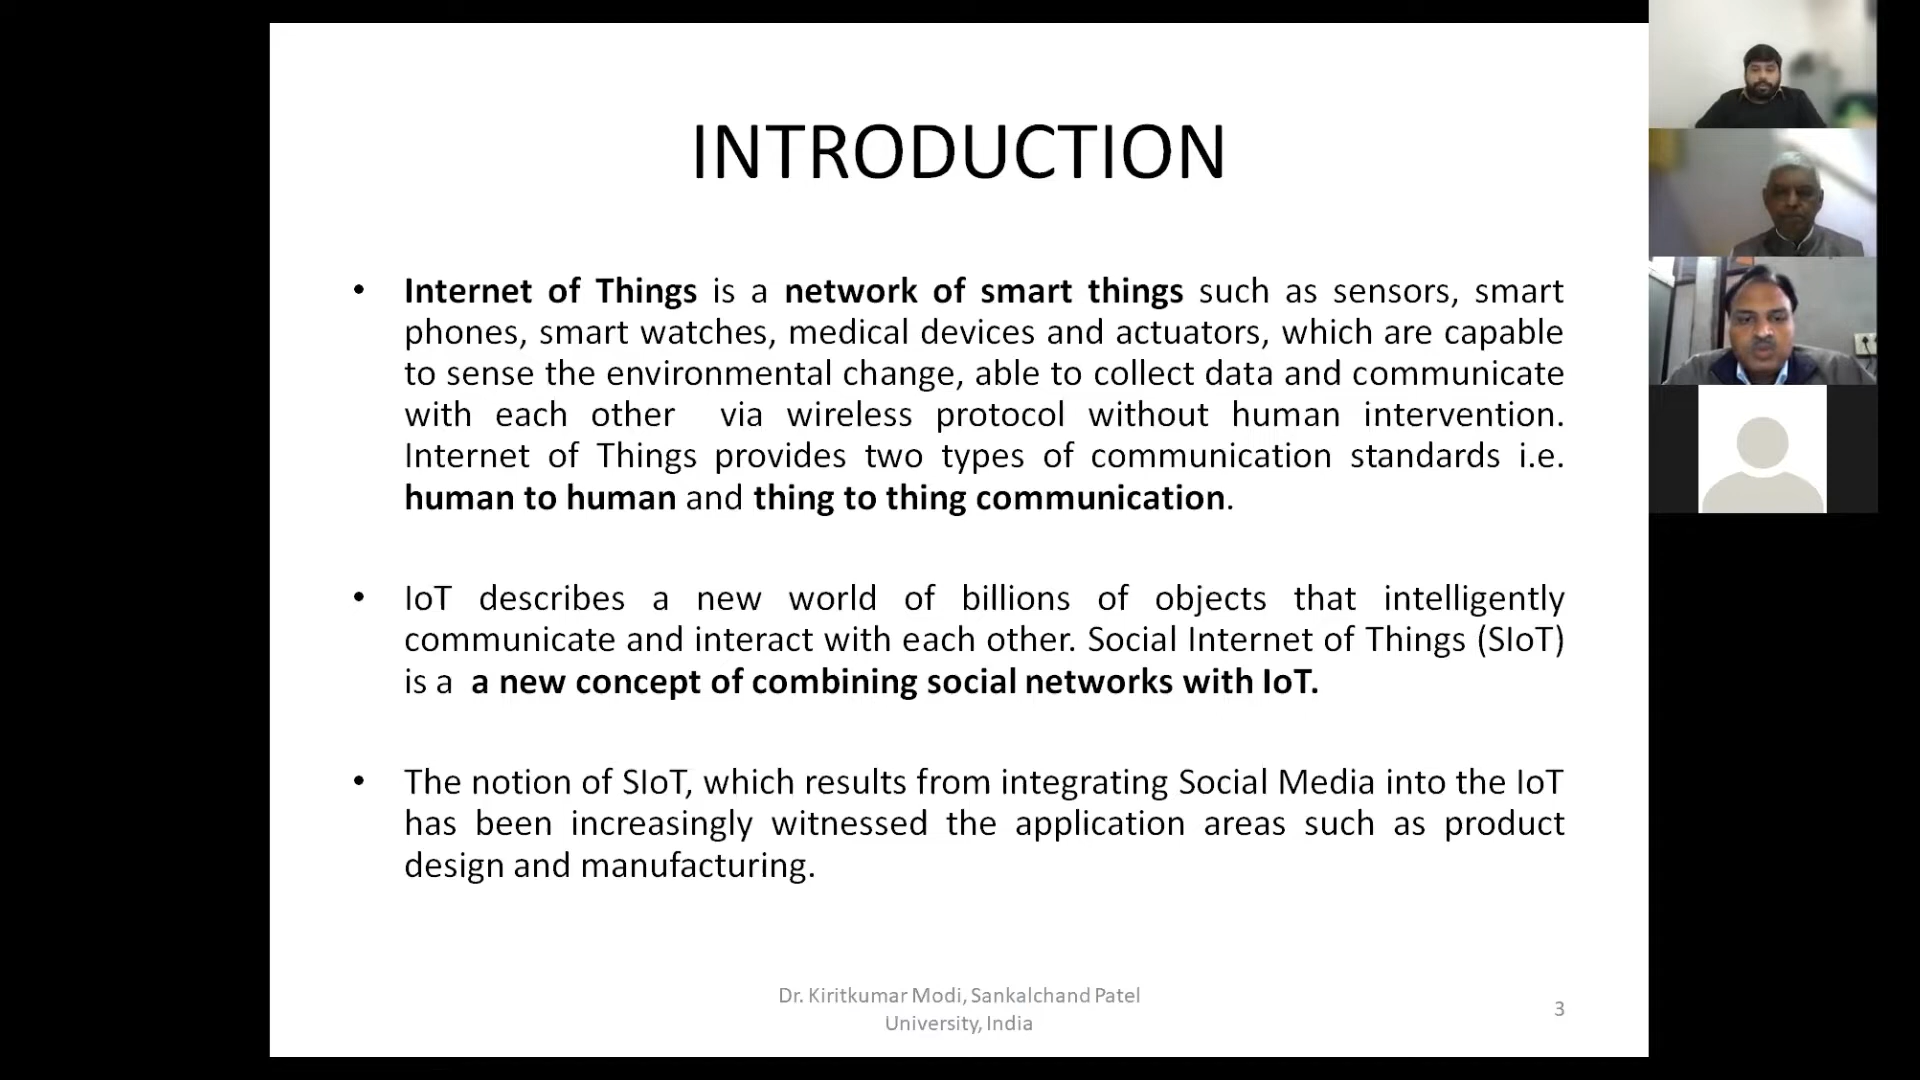 INTRODUCTION
• Internet of Things is a network of smart things such as sensors, smart
phones, smart watches, medical devices and actuators, which are capable
to sense the environmental change, able to collect data and communicate
with each other via wireless protocol without human intervention.
Internet of Things provides two types of communication standards i.e.
human to human and thing to thing communication.
• IoT describes a new world of billions of objects that intelligently
communicate and interact with each other. Social Internet of Things (SIoT)
is a a new concept of combining social networks with IoT.
• The notion of SIoT, which results from integrating Social Media into the IoT
has been increasingly witnessed the application areas such as product
design and manufacturing.
Dr. Kiritkumar Modi, Sankalchand Patel
University, India
3